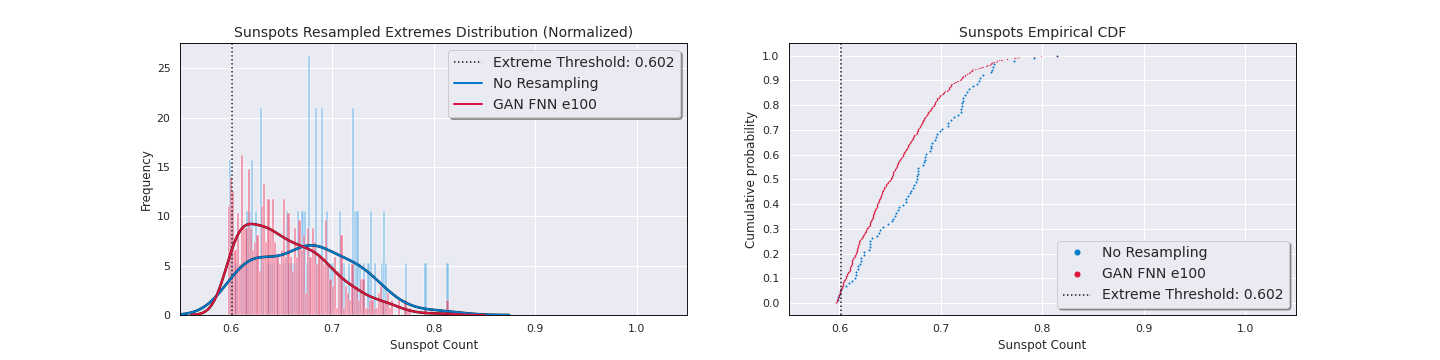 Sunspots Resampled Extremes Distribution (Normalized)
Extreme Threshold: 0.602
No Resampling
GAN FNN e100
25
20
15
10
5
0
Frequency
0.6
0.7
0.8
0.9
1.0
Sunspot Count
Sunspots Empirical CDF
1.0
0.9
0.8
0.7
0.6
0.5
0.4
0.3
0.2
0.1
0.0
Cumulative probability
No Resampling
GAN FNN e100
Extreme Threshold: 0.602
0.6
0.7
0.8
0.9
1.0
Sunspot Count